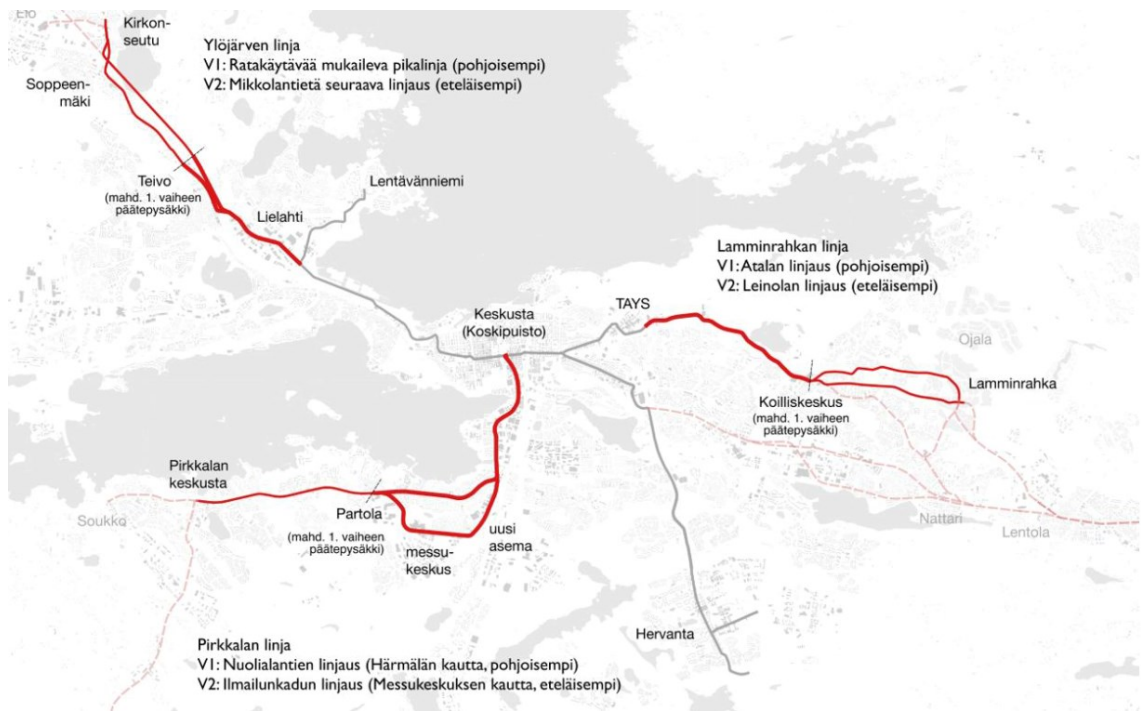 Elo
Kirkon-
seutu
Ylöjärven linja
V1: Ratakäytävää mukaileva pikalinja (pohjoisempi)
V2: Mikkolantietä seuraava linjaus (eteläisempi)
Soppeen-
mäki
Teivo
(mahd. 1. vaiheen
päätepysäkki)
Lentävänniemi
Lielahti
Lamminrahkan linja
V1: Atalan linjaus (pohjoisempi)
V2: Leinolan linjaus (eteläisempi)
TAYS
Keskusta
(Koskipuisto)
Ojala
Lamminrahka
Koilliskeskus
(mahd. 1. vaiheen
päätepysäkki)
Pirkkalan
keskusta
Soukko
Partola
(mahd. 1. vaiheen
päätepysäkki)
messu-
keskus
uusi
asema
Nattari
Lentola
Hervanta
Pirkkalan linja
V1: Nuolialantien linjaus (Härmälän kautta, pohjoisempi)
V2: Ilmailunkadun linjaus (Messukeskuksen kautta, eteläisempi)